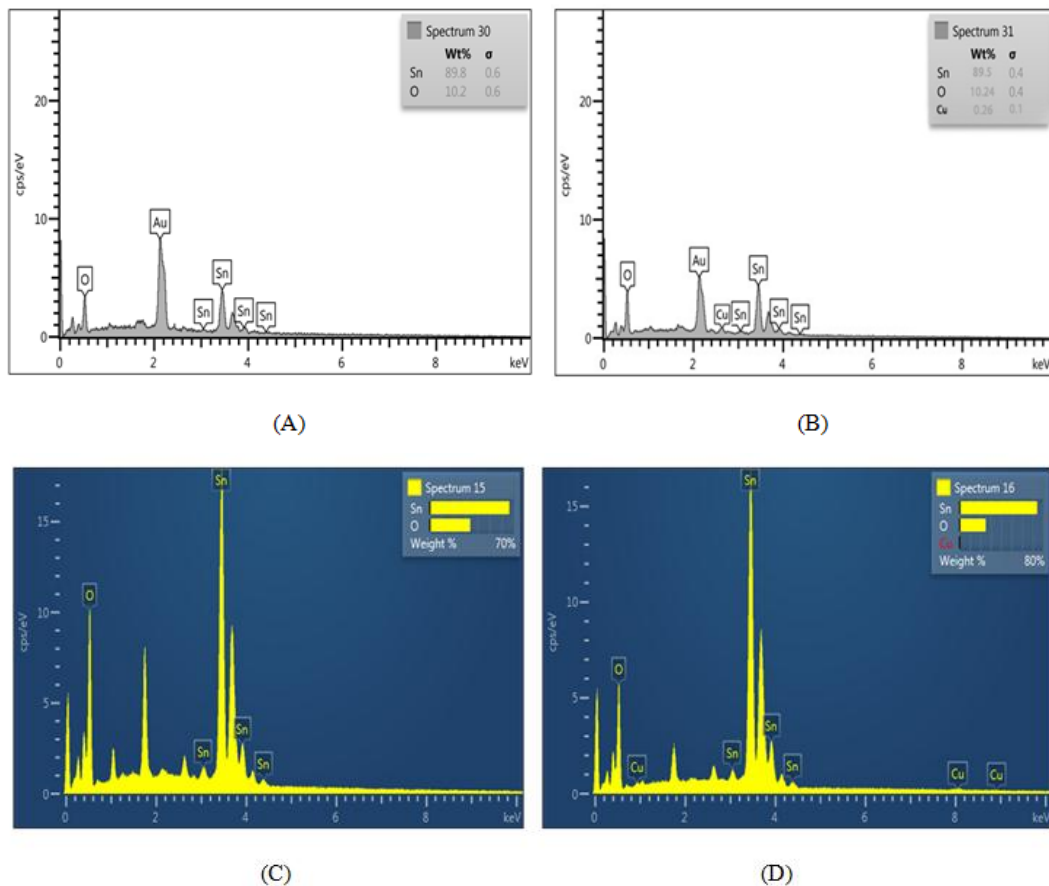 Spectrum 30
Wt% σ
Sn 89.8 0.6
O 10.2 0.6
cps/eV
20
10
0
O
Au
Sn
Sn
Sn
Sn
0 2 4 6 8 keV
(A)
Spectrum 31
Wt% σ
Sn 89.5 0.4
O 10.24 0.4
Cu 0.26 0.1
cps/eV
20
10
0
O
Au
Cu
Sn
Sn
Sn
Sn
0 2 4 6 8 keV
(B)
Spectrum 15
Sn
O
Weight % 70%
cps/eV
15
10
5
0
O
Sn
Sn
Sn
Sn
0 2 4 6 8 keV
(C)
Spectrum 16
Sn
O
Cu
Weight % 80%
cps/eV
15
10
5
0
O
Cu
Sn
Sn
Sn
Sn
Cu
Cu
0 2 4 6 8 keV
(D)